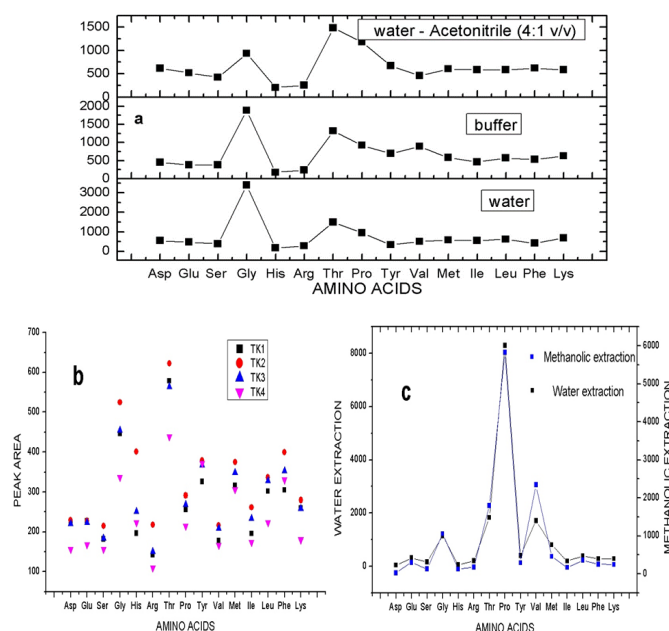 water - Acetonitrile (4:1 v/v)
1500
1000
500
0
a
buffer
2000
1500
1000
500
0
water
3000
2000
1000
0
Asp Glu Ser Gly His Arg Thr Pro Tyr Val Met Ile Leu Phe Lys
AMINO ACIDS
b
TK1
TK2
TK3
TK4
PEAK AREA
700
600
500
400
300
200
100
Asp Glu Ser Gly His Arg Thr Pro Tyr Val Met Ile Leu Phe Lys
AMINO ACIDS
c
Methanolic extraction
Water extraction
WATER EXTRACTION
8000
6000
4000
2000
0
6000
5000
4000
3000
2000
1000
0
METHANOLIC EXTRACTION
Asp Glu Ser Gly His Arg Thr Pro Tyr Val Met Ile Leu Phe Lys
AMINO ACIDS